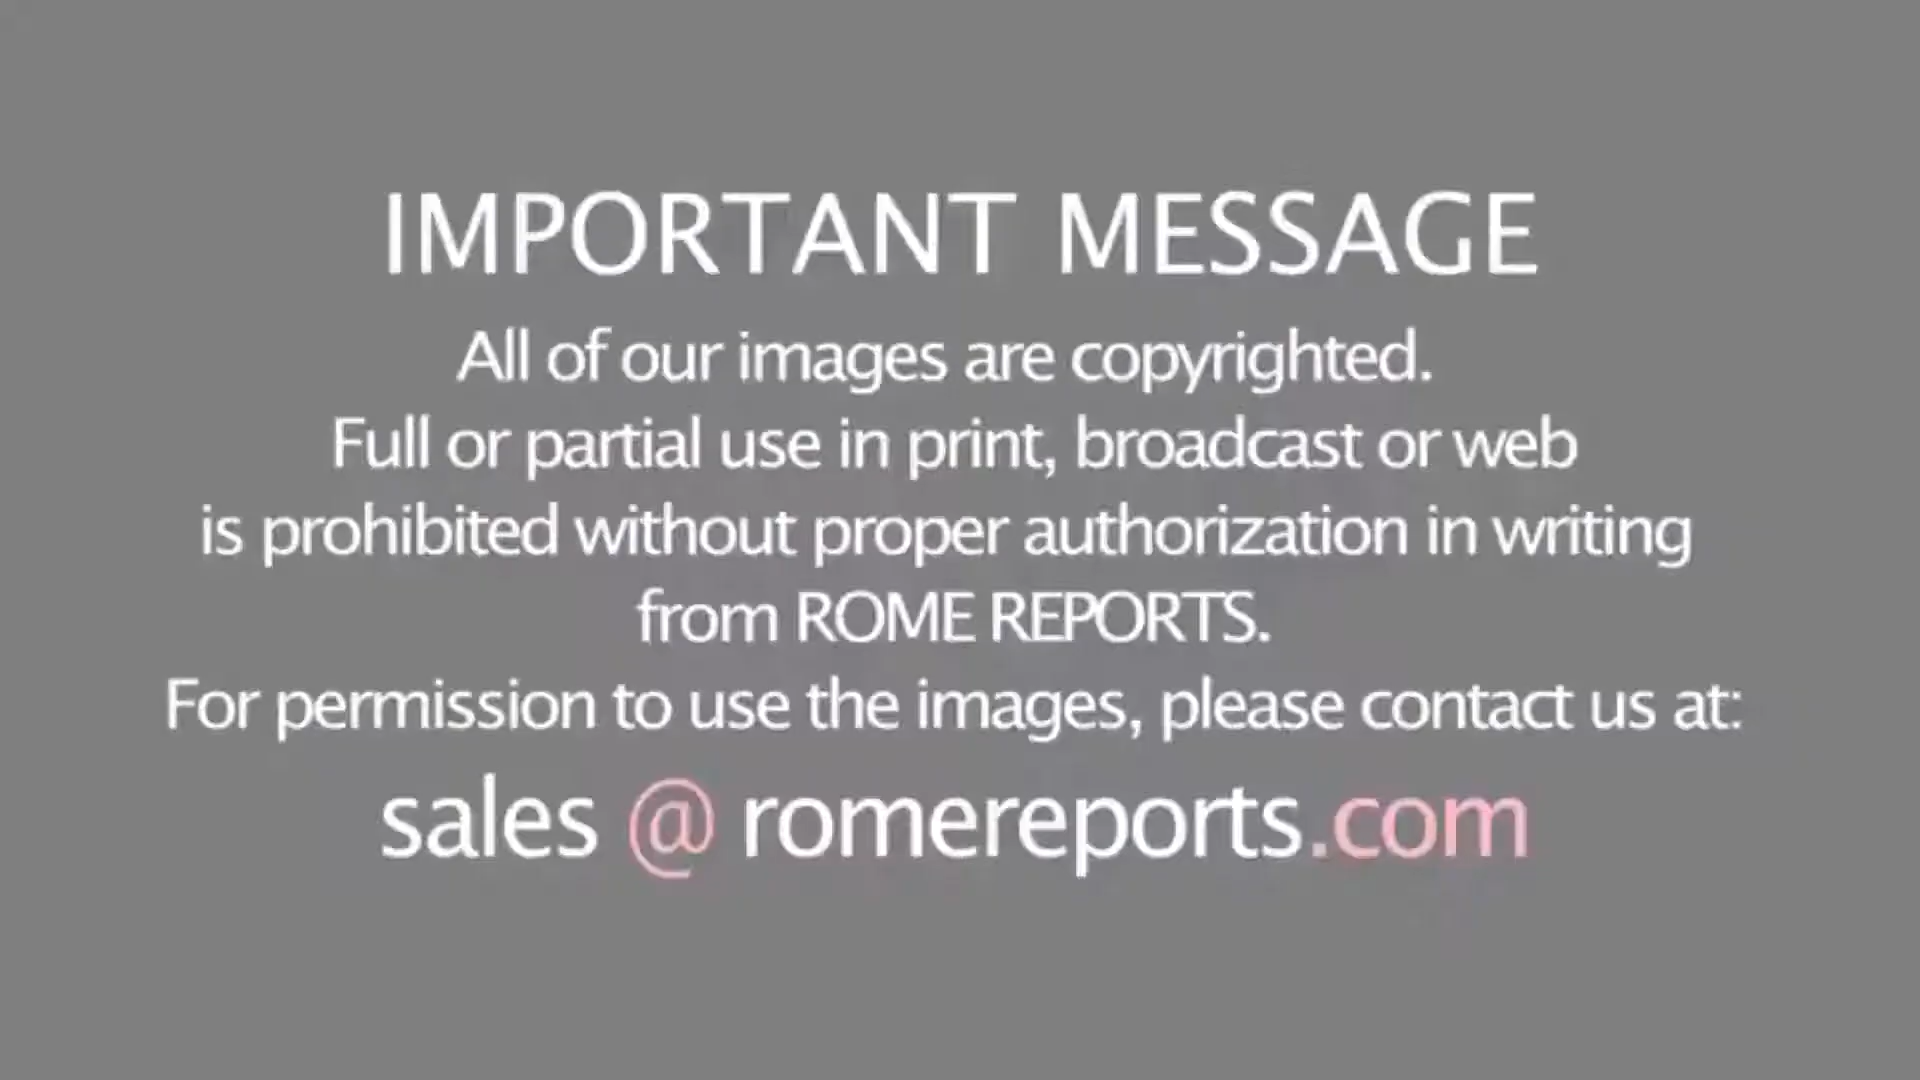 IMPORTANT MESSAGE
All of our images are copyrighted.
Full or partial use in print, broadcast or web
is prohibited without proper authorization in writing
from ROME REPORTS.
For permission to use the images, please contact us at:
sales @ romereports.com